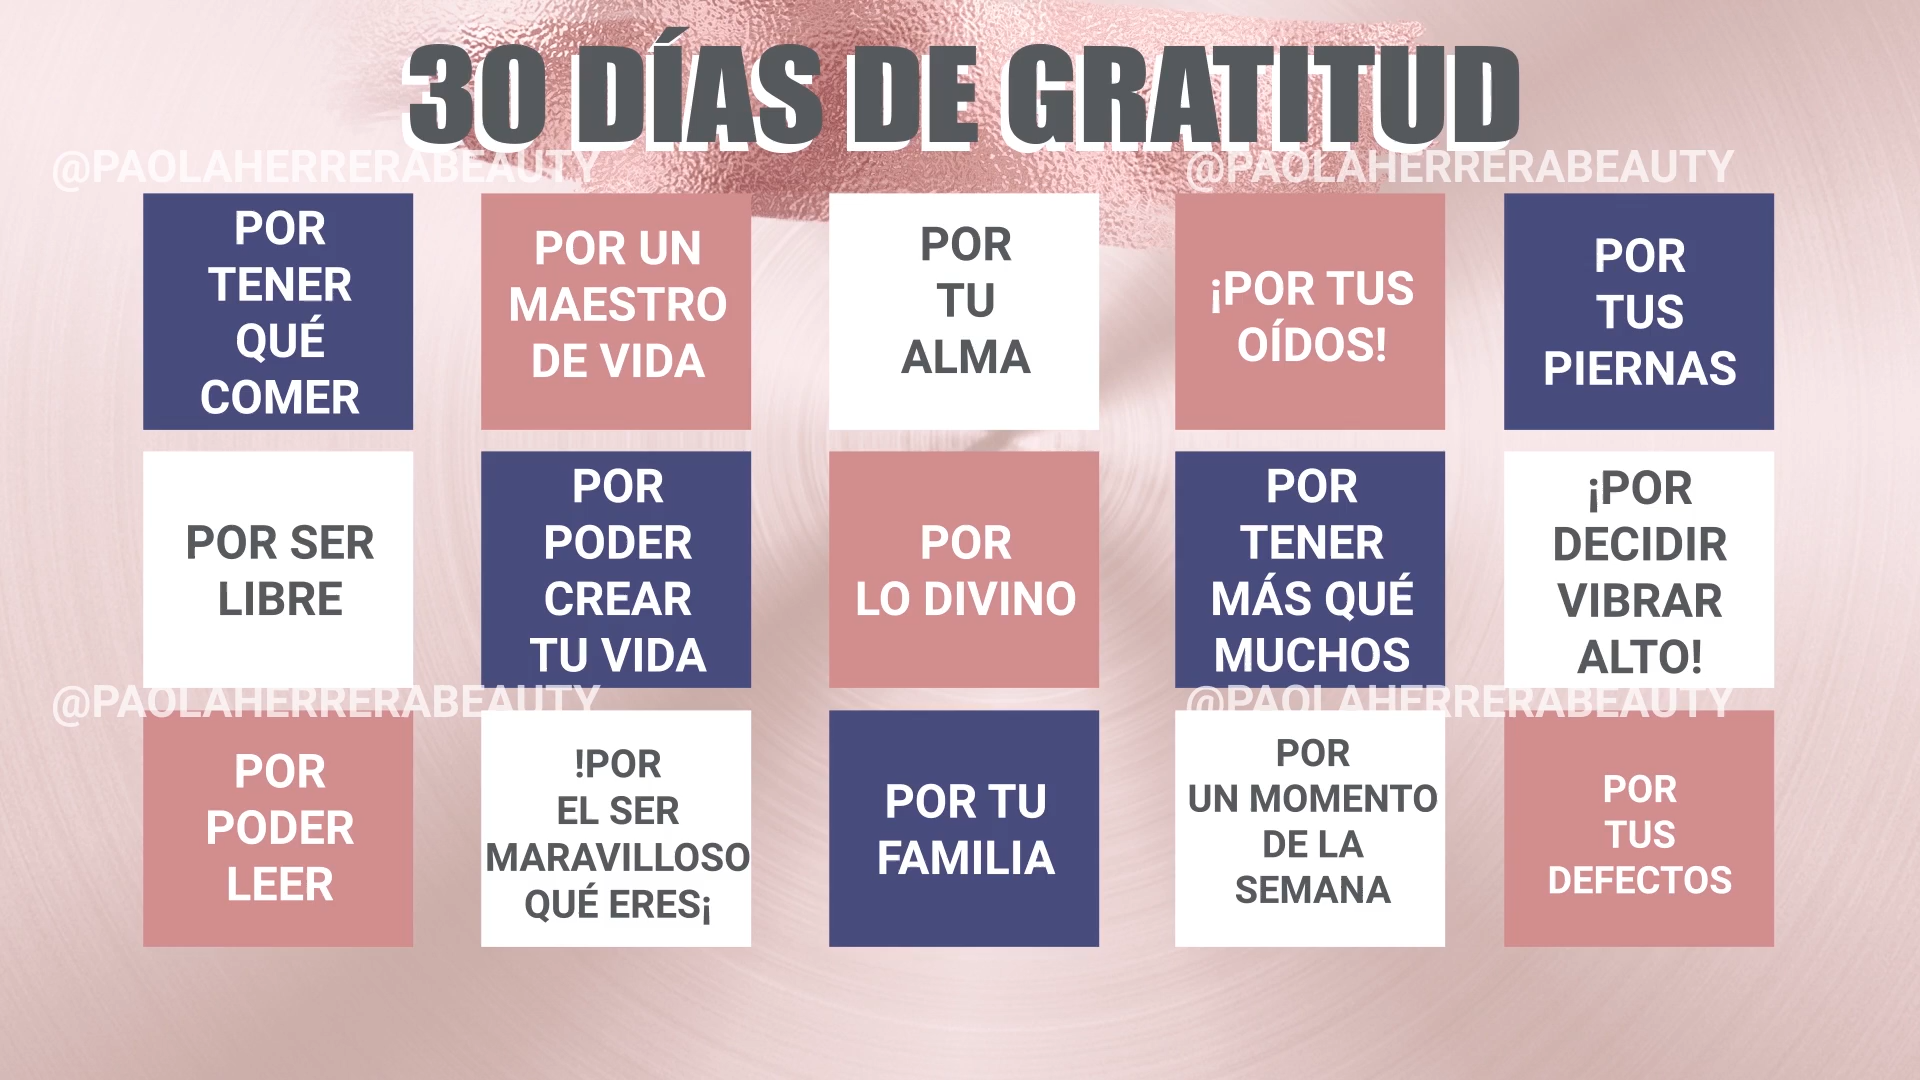 30 DÍAS DE GRATITUD
@PAOLAHERRERABEAUTY
@PAOLAHERRERABEAUTY
POR
TENER
QUÉ
COMER
POR UN
MAESTRO
DE VIDA
POR
TU
ALMA
¡POR TUS
OÍDOS!
POR
TUS
PIERNAS
POR SER
LIBRE
POR
PODER
CREAR
TU VIDA
POR
LO DIVINO
POR
TENER
MÁS QUÉ
MUCHOS
¡POR
DECIDIR
VIBRAR
ALTO!
@PAOLAHERRERABEAUTY
@PAOLAHERRERABEAUTY
POR
PODER
LEER
!POR
EL SER
MARAVILLOSO
QUÉ ERES¡
POR TU
FAMILIA
POR
UN MOMENTO
DE LA
SEMANA
POR
TUS
DEFECTOS